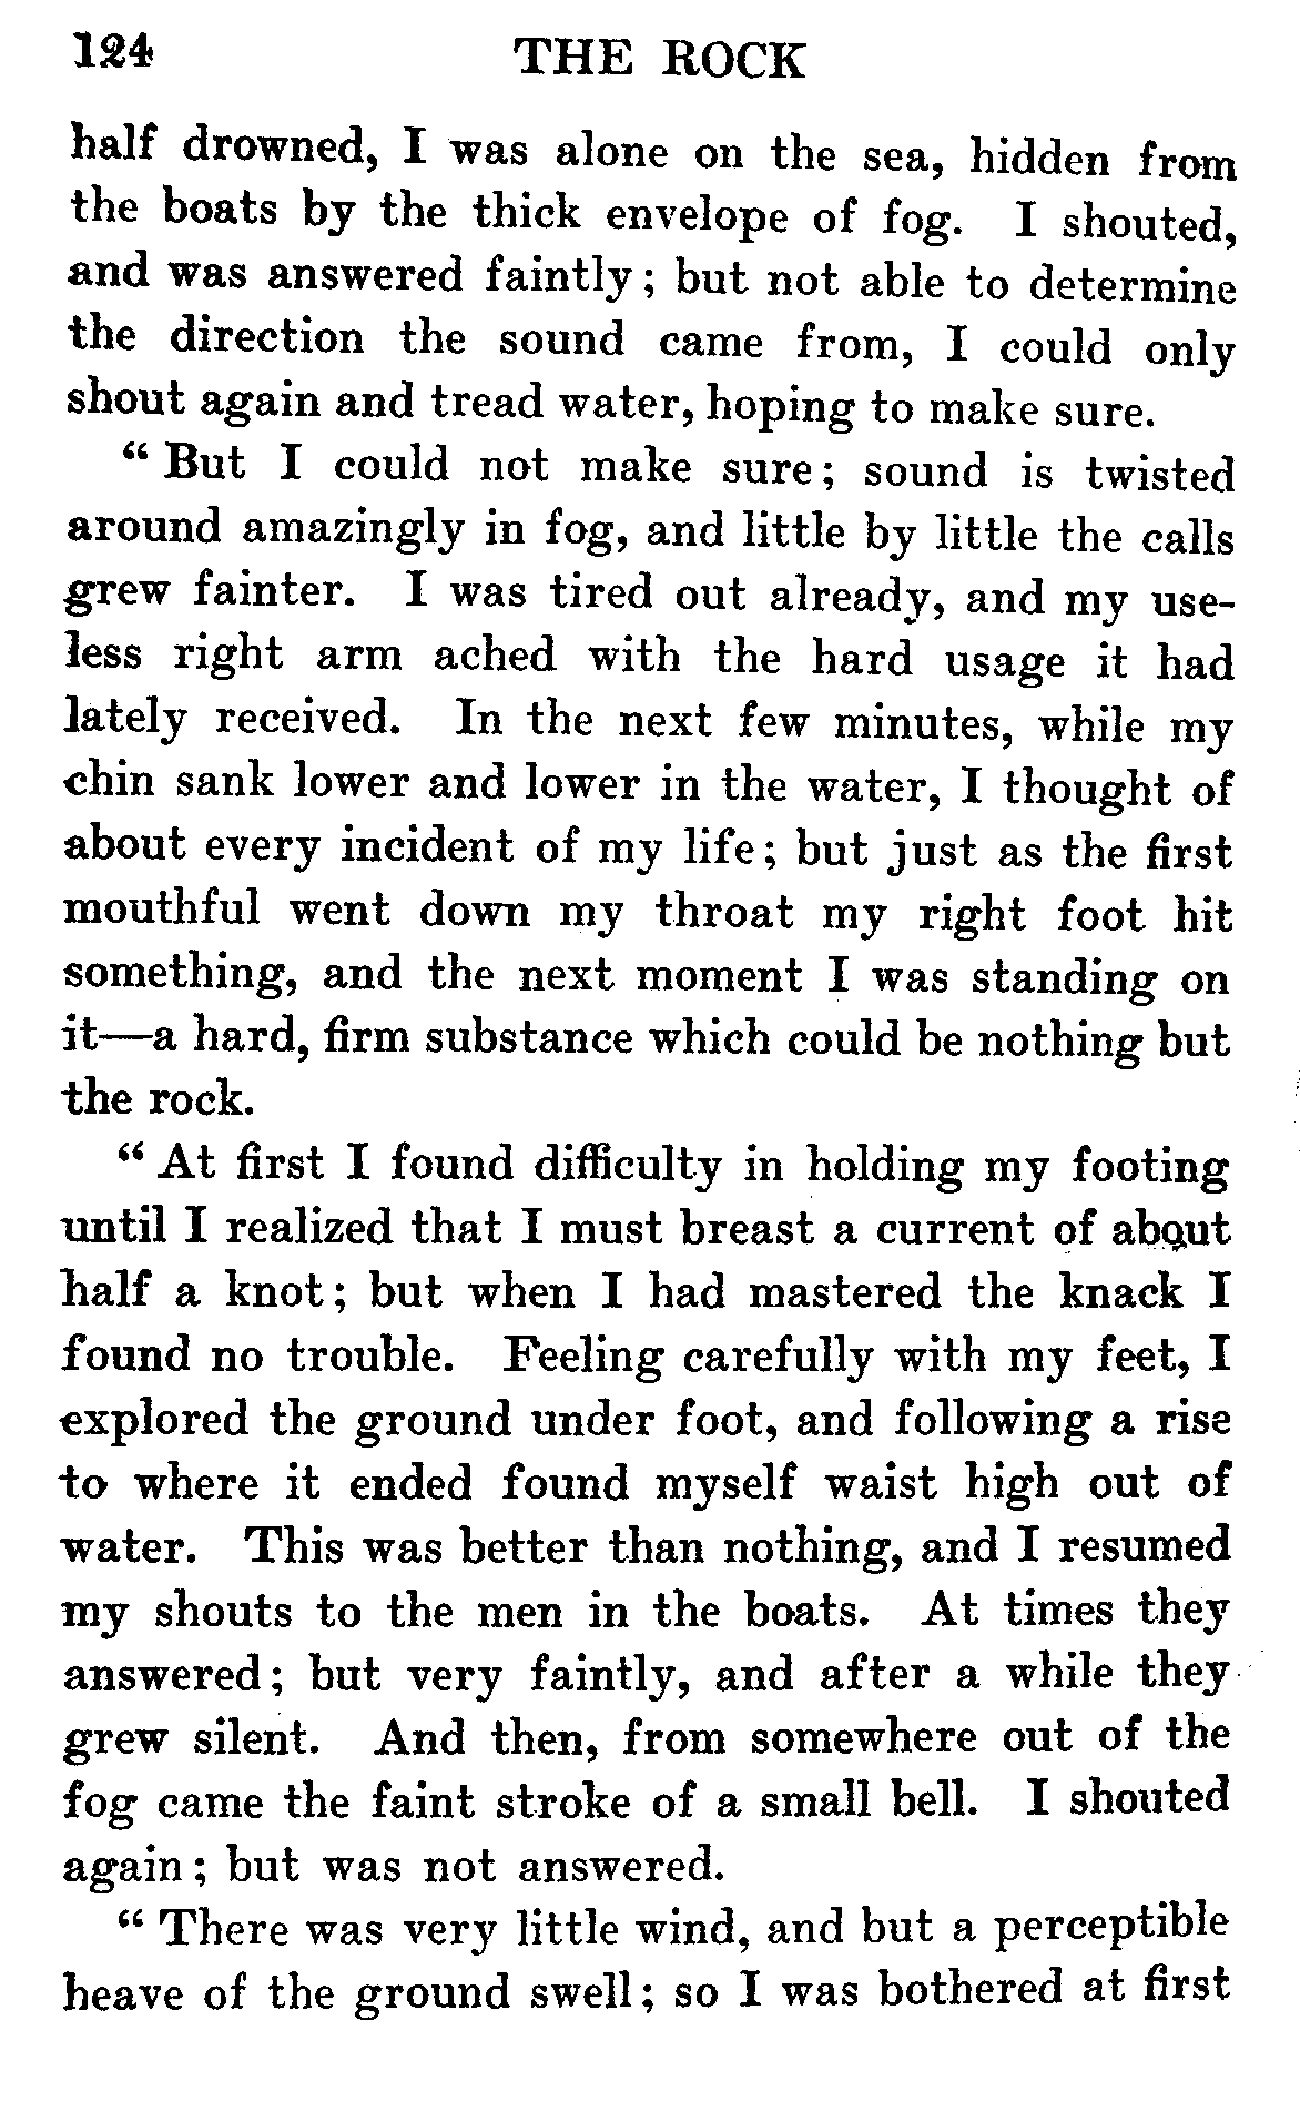 124 THE ROCK
half drowned, I was alone on the sea, hidden from
the boats by the thick envelope of fog. I shouted,
and was answered faintly; but not able to determine
the direction the sound came from, I could only
shout again and tread water, hoping to make sure.
“But I could not make sure; sound is twisted
around amazingly in fog, and little by little the calls
grew fainter. I was tired out already, and my use-
less right arm ached with the hard usage it had
lately received. In the next few minutes, while my
chin sank lower and lower in the water, I thought of
about every incident of my life; but just as the first
mouthful went down my throat my right foot hit
something, and the next moment I was standing on
it—a hard, firm substance which could be nothing but
the rock.
“At first I found difficulty in holding my footing
until I realized that I must breast a current of about
half a knot; but when I had mastered the knack I
found no trouble. Feeling carefully with my feet, I
explored the ground under foot, and following a rise
to where it ended found myself waist high out of
water. This was better than nothing, and I resumed
my shouts to the men in the boats. At times they
answered; but very faintly, and after a while they
grew silent. And then, from somewhere out of the
fog came the faint stroke of a small bell. I shouted
again; but was not answered.
“There was very little wind, and but a perceptible
heave of the ground swell; so I was bothered at first